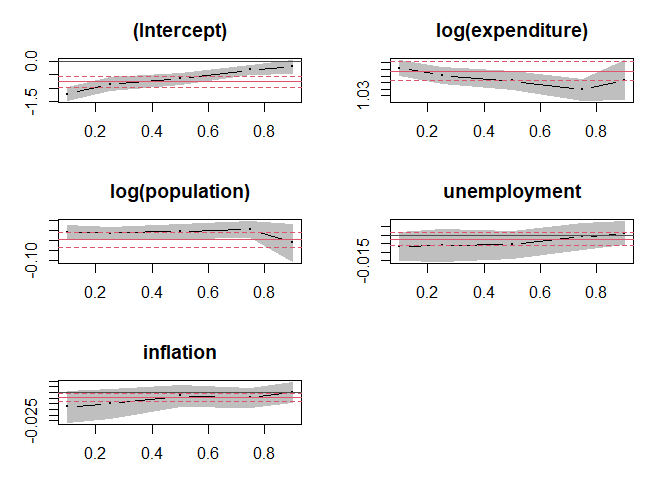 (Intercept)
0.0
-1.5
0.2 0.4 0.6 0.8
log(expenditure)
1.03
0.2 0.4 0.6 0.8
log(population)
-0.10
0.2 0.4 0.6 0.8
unemployment
-0.015
0.2 0.4 0.6 0.8
inflation
-0.025
0.2 0.4 0.6 0.8